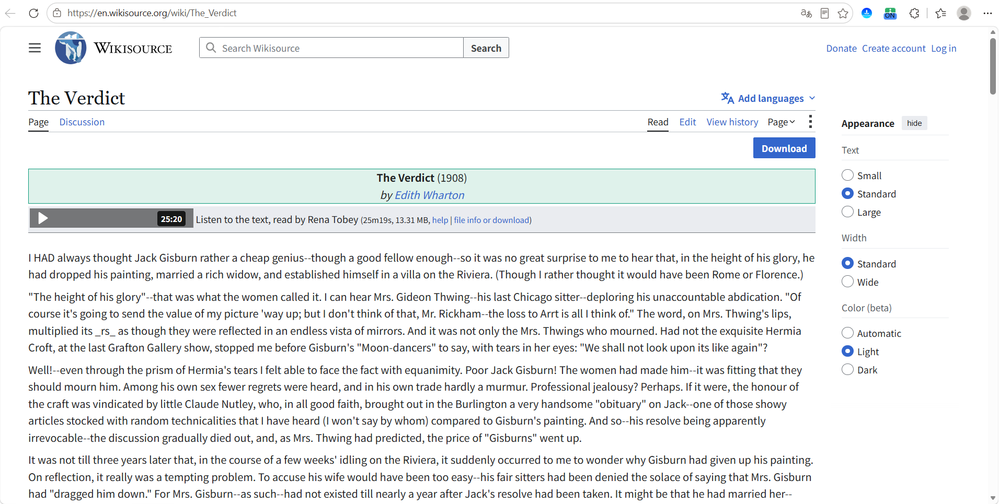 https://en.wikisource.org/wiki/The_Verdict
ON
WIKISOURCE
Search Wikisource
Search
Donate Create account Log in
The Verdict
Add languages
Page Discussion
Read Edit View history Page
Download
The Verdict (1908)
by Edith Wharton
25:20 Listen to the text, read by Rena Tobey (25m19s, 13.31 MB, help | file info or download)
I HAD always thought Jack Gisburn rather a cheap genius--though a good fellow enough--so it was no great surprise to me to hear that, in the height of his glory, he
had dropped his painting, married a rich widow, and established himself in a villa on the Riviera. (Though I rather thought it would have been Rome or Florence.)
"The height of his glory"--that was what the women called it. I can hear Mrs. Gideon Thwing--his last Chicago sitter--deploring his unaccountable abdication. "Of
course it's going to send the value of my picture 'way up; but I don't think of that, Mr. Rickham--the loss to Arrt is all I think of." The word, on Mrs. Thwing's lips,
multiplied its _rs_ as though they were reflected in an endless vista of mirrors. And it was not only the Mrs. Thwings who mourned. Had not the exquisite Hermia
Croft, at the last Grafton Gallery show, stopped me before Gisburn's "Moon-dancers" to say, with tears in her eyes: "We shall not look upon its like again"?
Well!--even through the prism of Hermia's tears I felt able to face the fact with equanimity. Poor Jack Gisburn! The women had made him--it was fitting that they
should mourn him. Among his own sex fewer regrets were heard, and in his own trade hardly a murmur. Professional jealousy? Perhaps. If it were, the honour of
the craft was vindicated by little Claude Nutley, who, in all good faith, brought out in the Burlington a very handsome "obituary" on Jack--one of those showy
articles stocked with random technicalities that I have heard (I won't say by whom) compared to Gisburn's painting. And so--his resolve being apparently
irrevocable--the discussion gradually died out, and, as Mrs. Thwing had predicted, the price of "Gisburns" went up.
It was not till three years later that, in the course of a few weeks' idling on the Riviera, it suddenly occurred to me to wonder why Gisburn had given up his painting.
On reflection, it really was a tempting problem. To accuse his wife would have been too easy--his fair sitters had been denied the solace of saying that Mrs. Gisburn
had "dragged him down." For Mrs. Gisburn--as such--had not existed till nearly a year after Jack's resolve had been taken. It might be that he had married her--
Appearance hide
Text
Small
Standard
Large
Width
Standard
Wide
Color (beta)
Automatic
Light
Dark